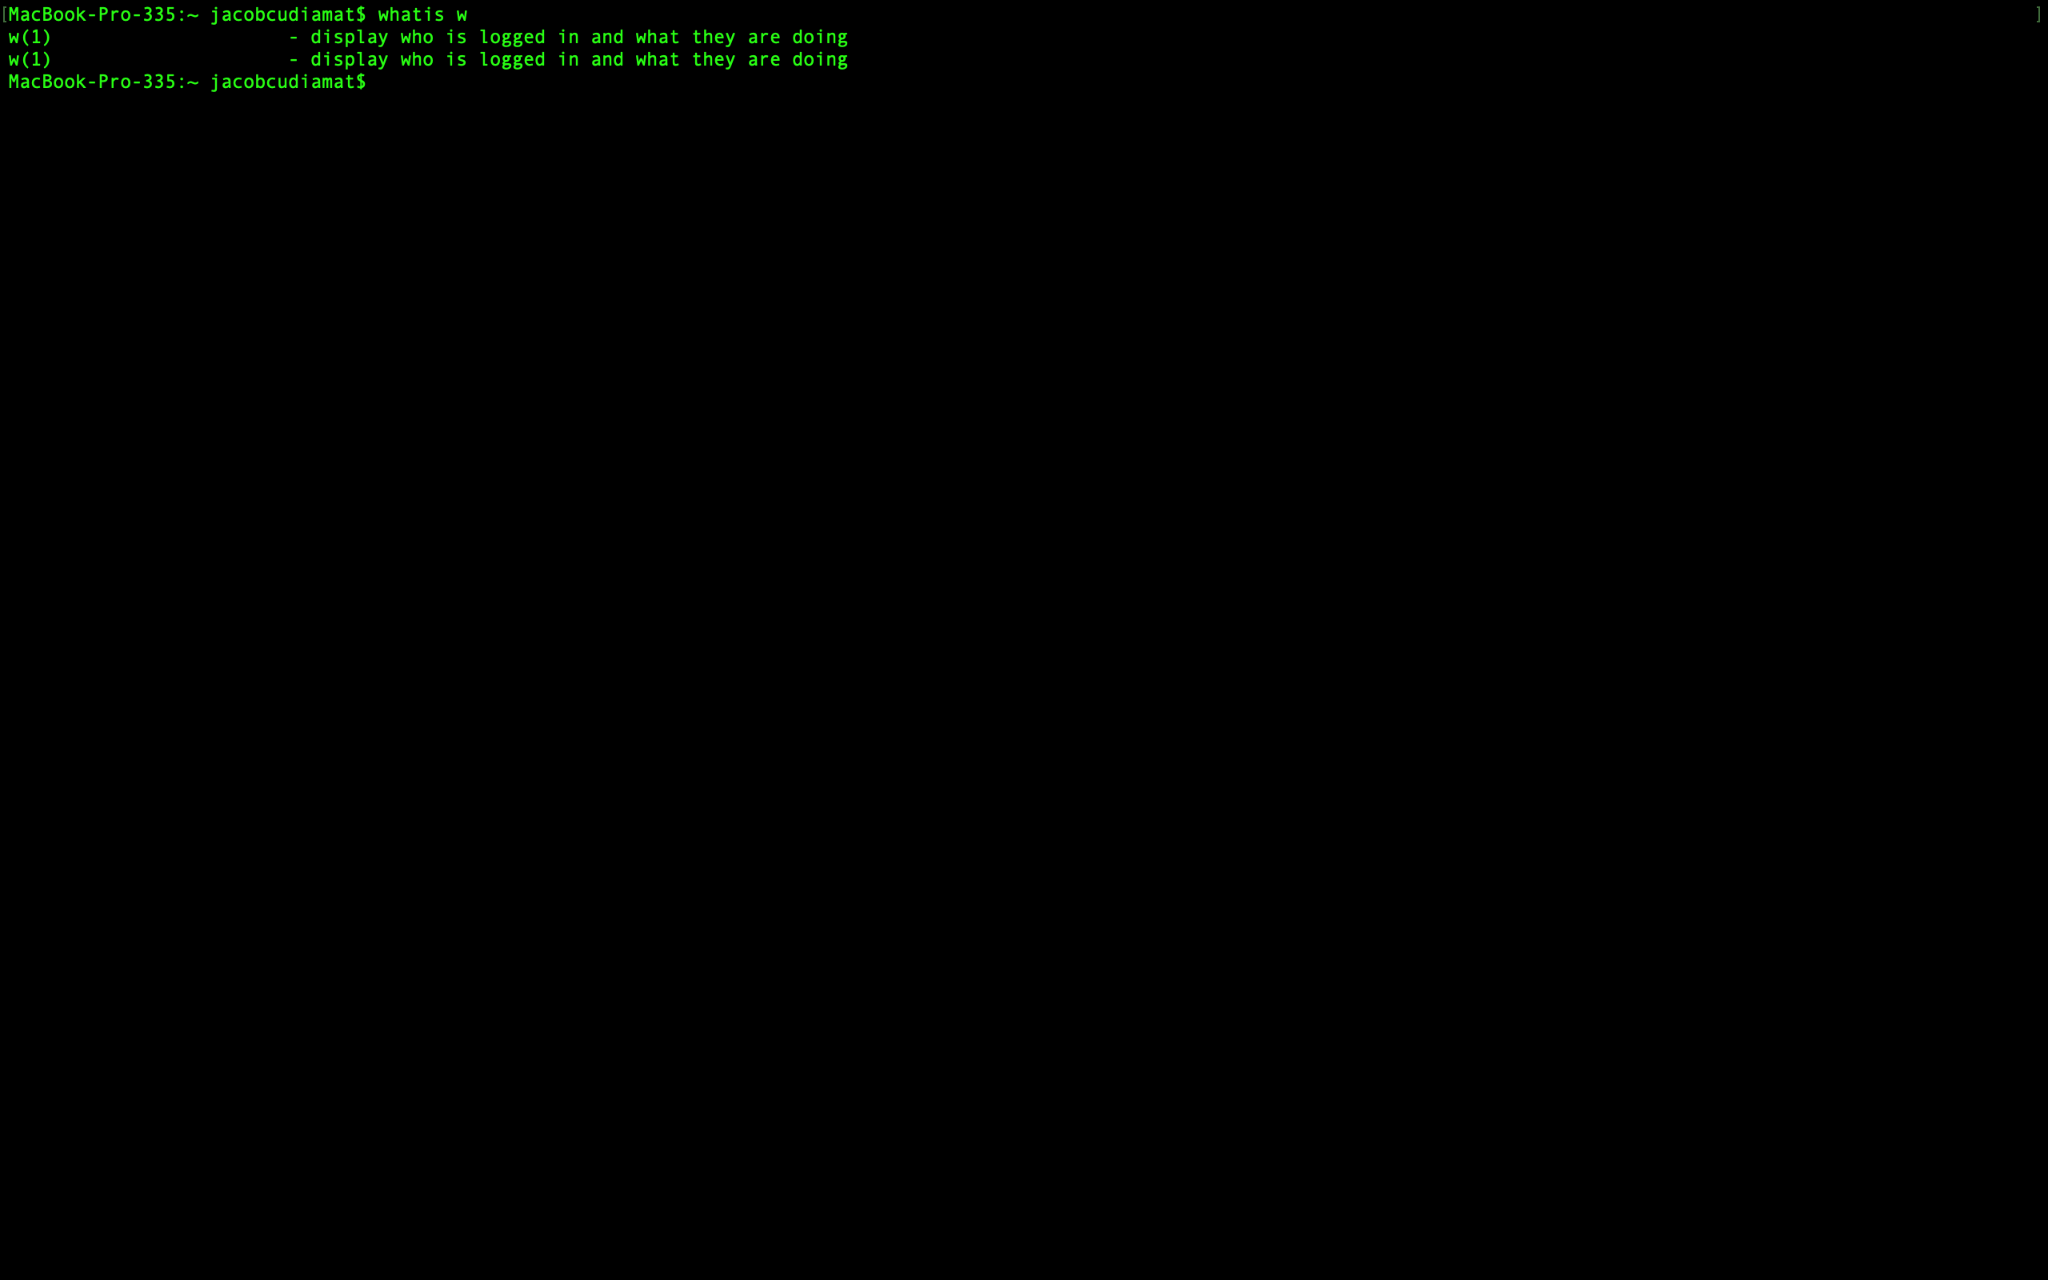 [MacBook-Pro-335:~ jacobcudiamat$ whatis w ]
w(1)                     - display who is logged in and what they are doing
w(1)                     - display who is logged in and what they are doing
MacBook-Pro-335:~ jacobcudiamat$